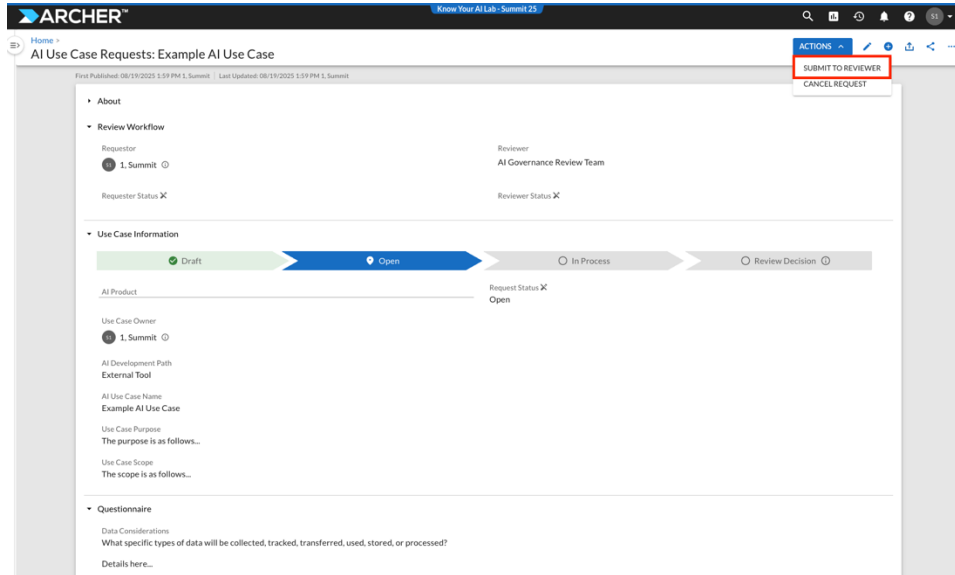 ARCHER™
Know Your AI Lab - Summit 25
S1
Home >
AI Use Case Requests: Example AI Use Case
ACTIONS
SUBMIT TO REVIEWER
CANCEL REQUEST
First Published: 08/19/2025 1:59 PM 1, Summit | Last Updated: 08/19/2025 1:59 PM 1, Summit
About
Review Workflow
Requestor
Reviewer
S1 1, Summit
AI Governance Review Team
Requester Status
Reviewer Status
Use Case Information
Draft
Open
In Process
Review Decision
AI Product
Request Status
Open
Use Case Owner
S1 1, Summit
AI Development Path
External Tool
AI Use Case Name
Example AI Use Case
Use Case Purpose
The purpose is as follows...
Use Case Scope
The scope is as follows...
Questionnaire
Data Considerations
What specific types of data will be collected, tracked, transferred, used, stored, or processed?
Details here...